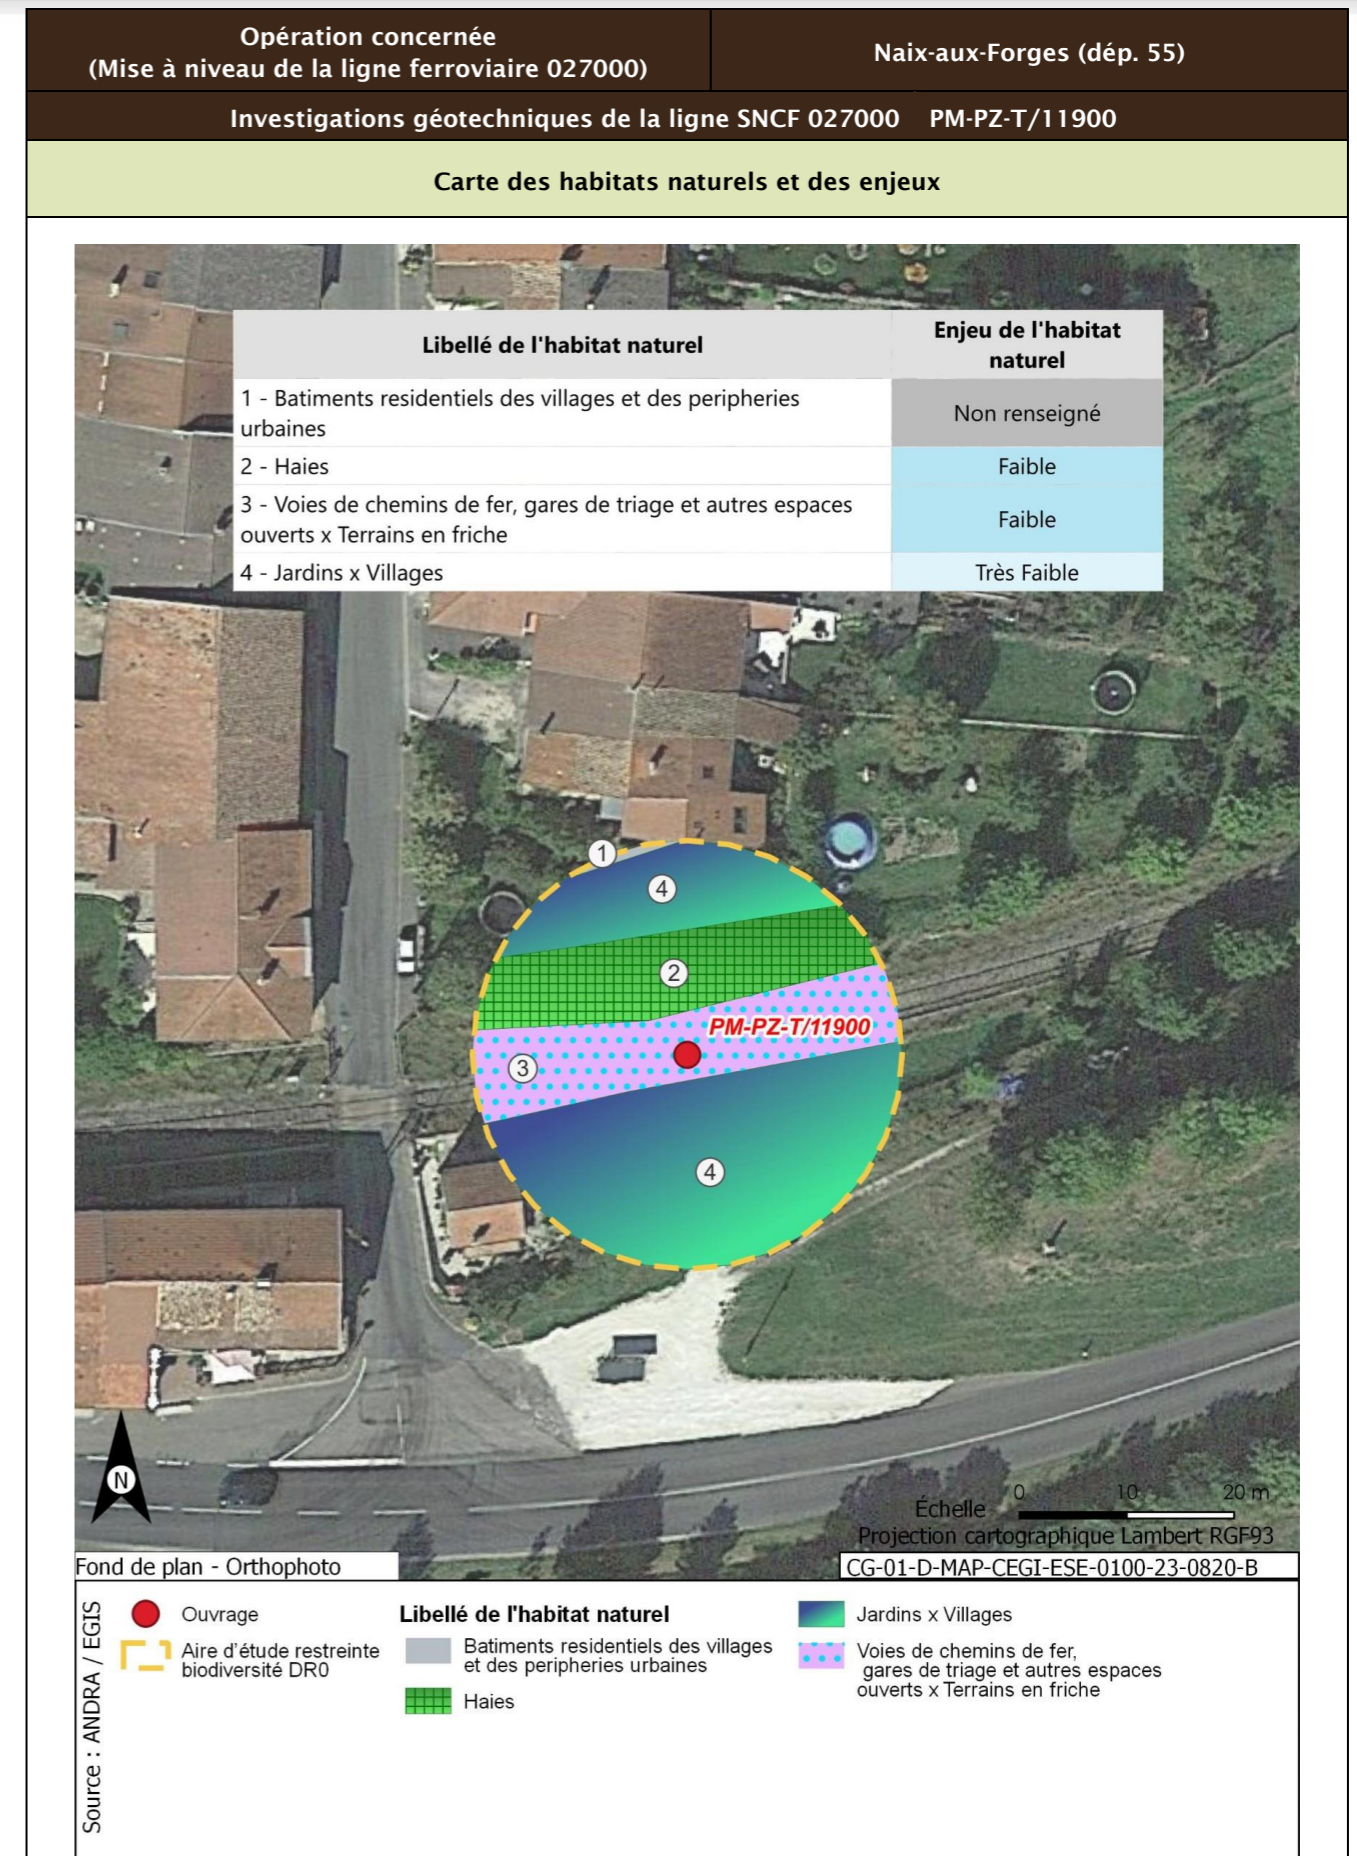 Opération concernée
(Mise à niveau de la ligne ferroviaire 027000)
Naix-aux-Forges (dép. 55)
Investigations géotechniques de la ligne SNCF 027000 PM-PZ-T/11900
Carte des habitats naturels et des enjeux
Libellé de l'habitat naturel
Enjeu de l'habitat
naturel
1 - Batiments residentiels des villages et des peripheries
urbaines
Non renseigné
2 - Haies
Faible
3 - Voies de chemins de fer, gares de triage et autres espaces
ouverts x Terrains en friche
Faible
4 - Jardins x Villages
Très Faible
1
4
2
PM-PZ-T/11900
3
4
N
0 10 20 m
Échelle
Projection cartographique Lambert RGF93
Fond de plan - Orthophoto
CG-01-D-MAP-CEGI-ESE-0100-23-0820-B
Source : ANDRA / EGIS
Ouvrage
Aire d'étude restreinte
biodiversité DR0
Libellé de l'habitat naturel
Batiments residentiels des villages
et des peripheries urbaines
Haies
Jardins x Villages
Voies de chemins de fer,
gares de triage et autres espaces
ouverts x Terrains en friche